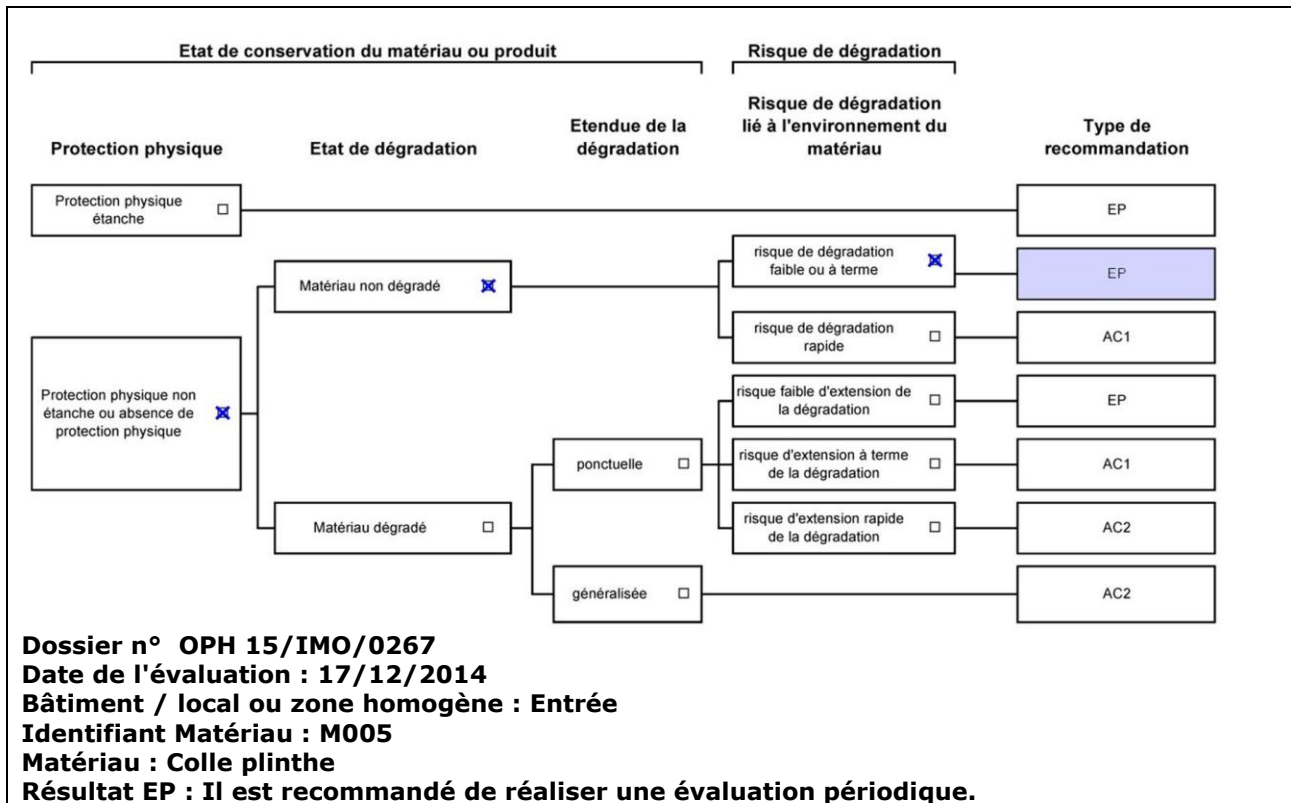 Etat de conservation du matériau ou produit
Risque de dégradation
Protection physique
Etat de dégradation
Etendue de la
dégradation
Risque de dégradation
lié à l'environnement du
matériau
Type de
recommandation
Protection physique
étanche
EP
risque de dégradation
faible ou à terme
EP
Matériau non dégradé
risque de dégradation
rapide
AC1
Protection physique non
étanche ou absence de
protection physique
risque faible d'extension de
la dégradation
EP
ponctuelle
risque d'extension à terme
de la dégradation
AC1
Matériau dégradé
risque d'extension rapide
de la dégradation
AC2
généralisée
AC2
Dossier n° OPH 15/IMO/0267
Date de l'évaluation : 17/12/2014
Bâtiment / local ou zone homogène : Entrée
Identifiant Matériau : M005
Matériau : Colle plinthe
Résultat EP : Il est recommandé de réaliser une évaluation périodique.